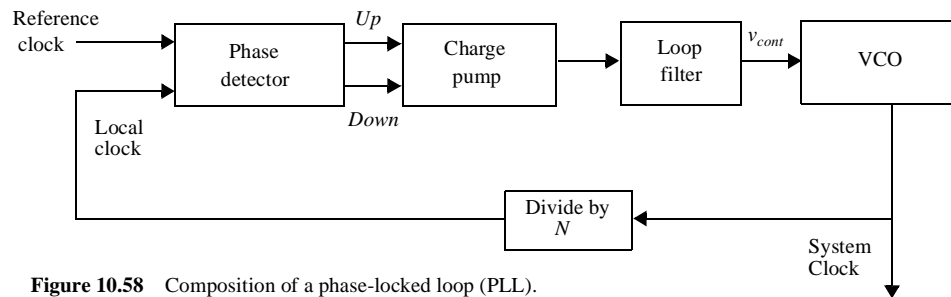 Reference
clock
Up
Phase
detector
Down
Charge
pump
Loop
filter
v_cont
VCO
Local
clock
Divide by
N
System
Clock
Figure 10.58 Composition of a phase-locked loop (PLL).